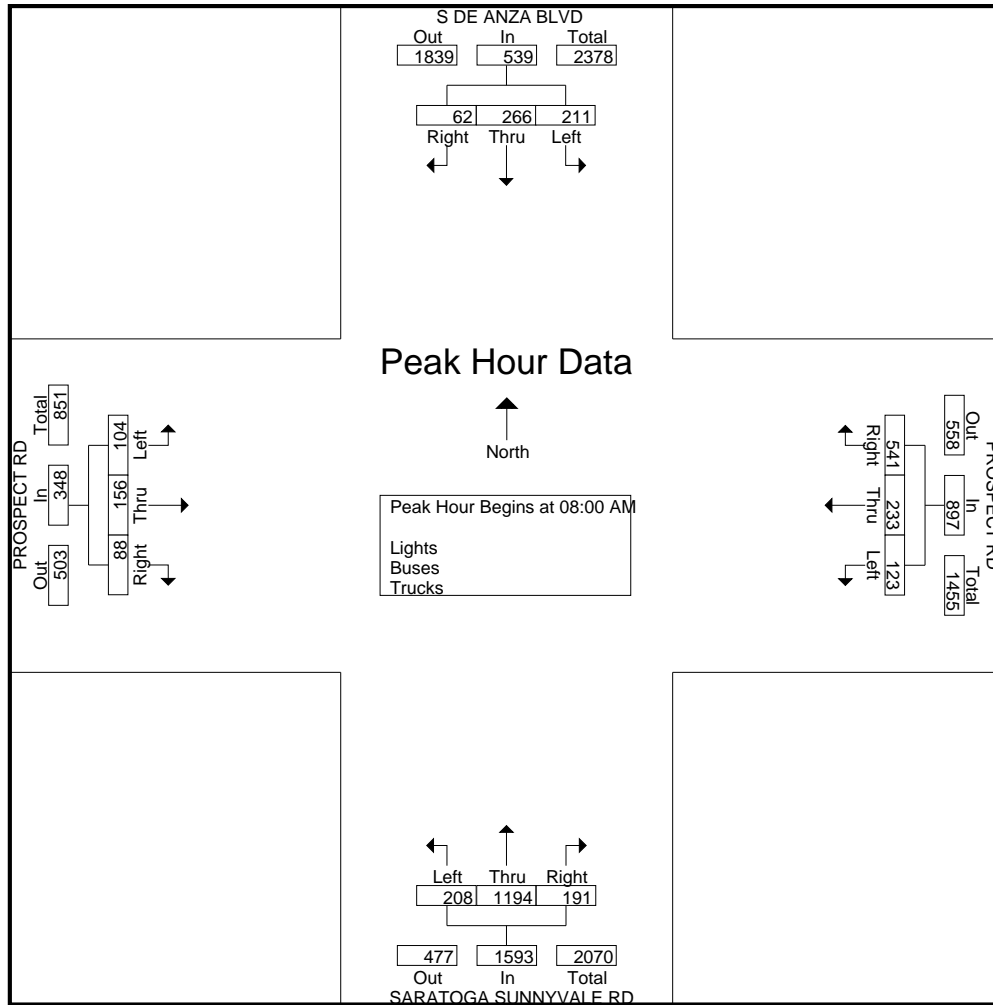 S DE ANZA BLVD
Out In Total
1839 539 2378
62 266 211
Right Thru Left
Peak Hour Data
North
Peak Hour Begins at 08:00 AM
Lights
Buses
Trucks
PROSPECT RD
Out In Total
503 348 851
Left Thru Right
104 156 88
PROSPECT RD
Out In Total
558 897 1455
Right Thru Left
541 233 123
Left Thru Right
208 1194 191
477 1593 2070
Out In Total
SARATOGA SUNNYVALE RD